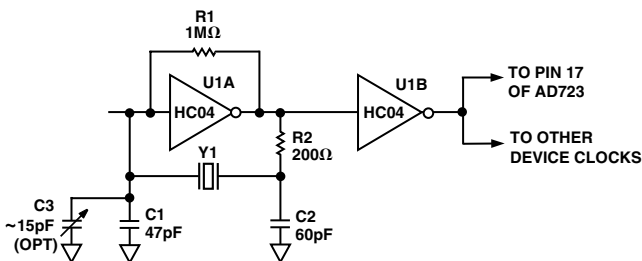 R1
1MΩ
U1A
HC04
U1B
HC04
TO PIN 17
OF AD723
TO OTHER
DEVICE CLOCKS
R2
200Ω
Y1
C3
~15pF
(OPT)
C1
47pF
C2
60pF